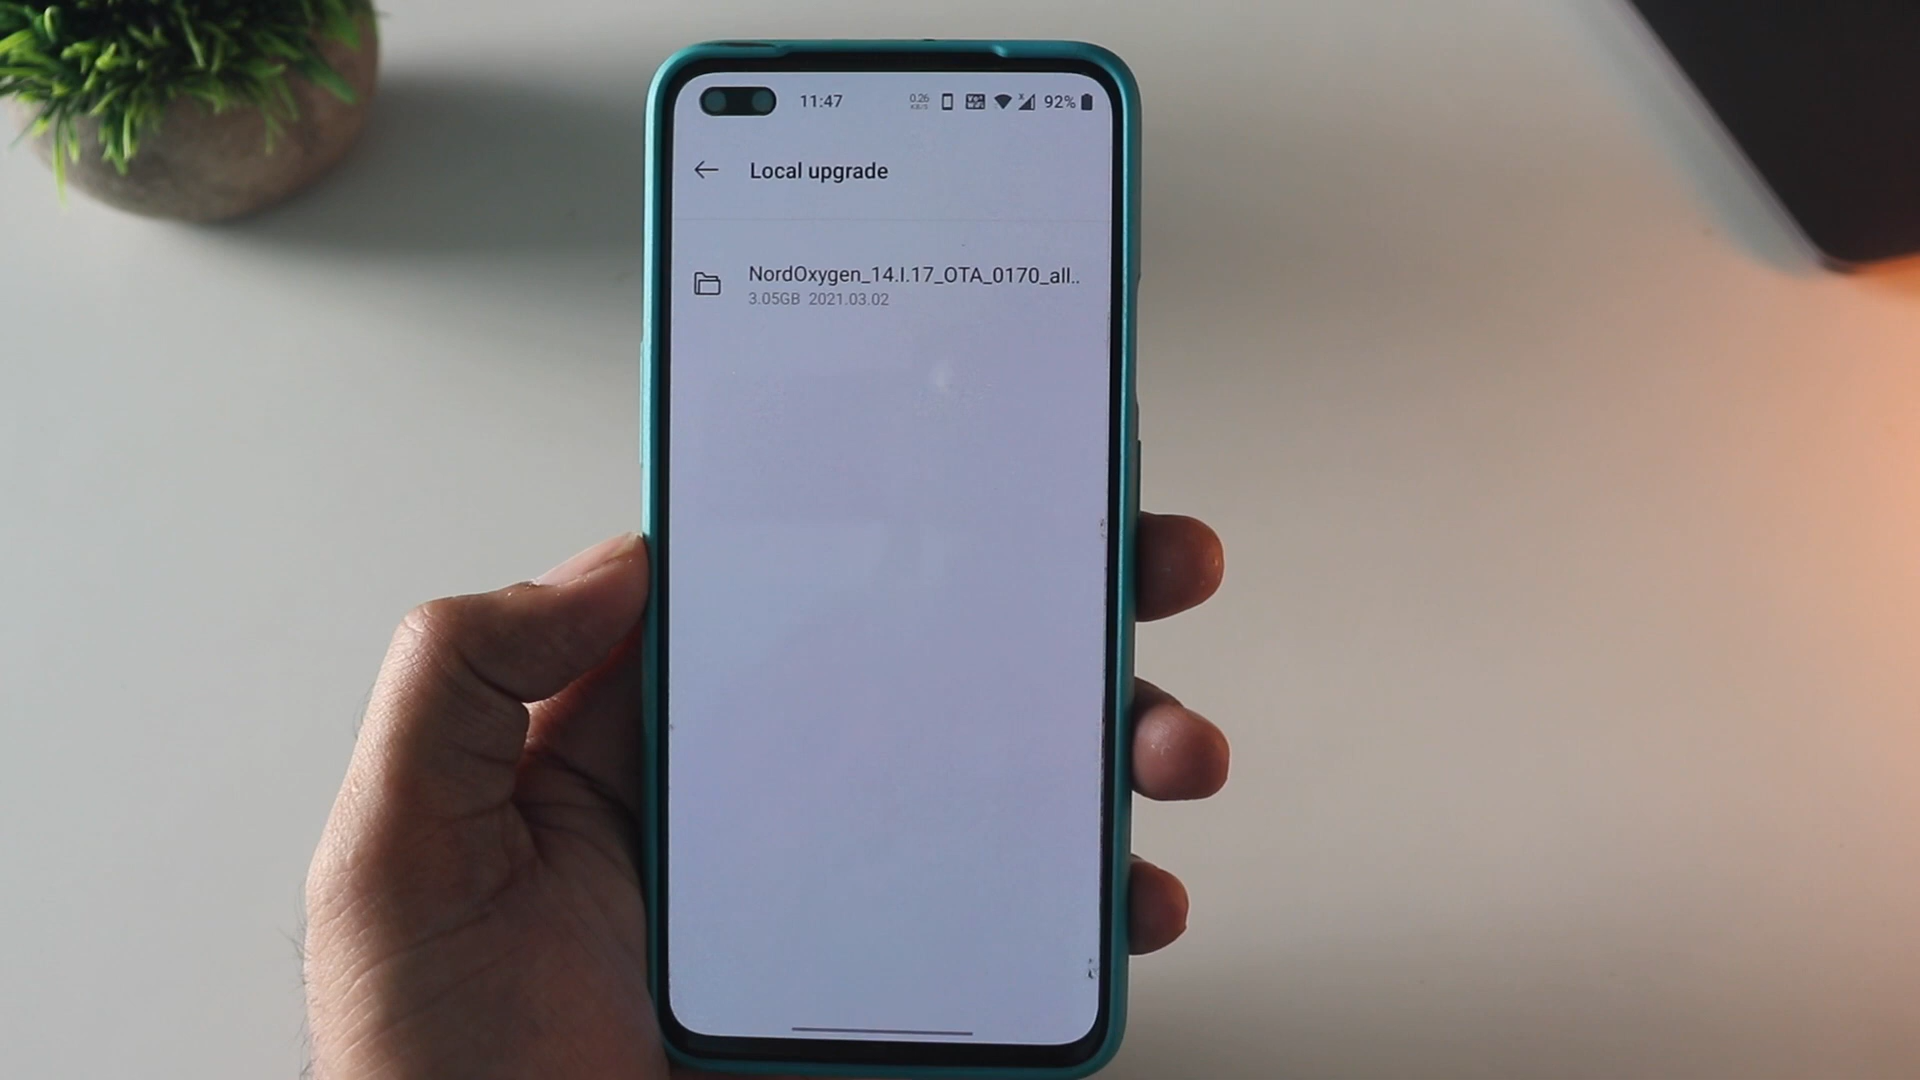 11:47 0.26 KB/S 92%
Local upgrade
NordOxygen_14.I.17_OTA_0170_all..
3.05GB 2021.03.02